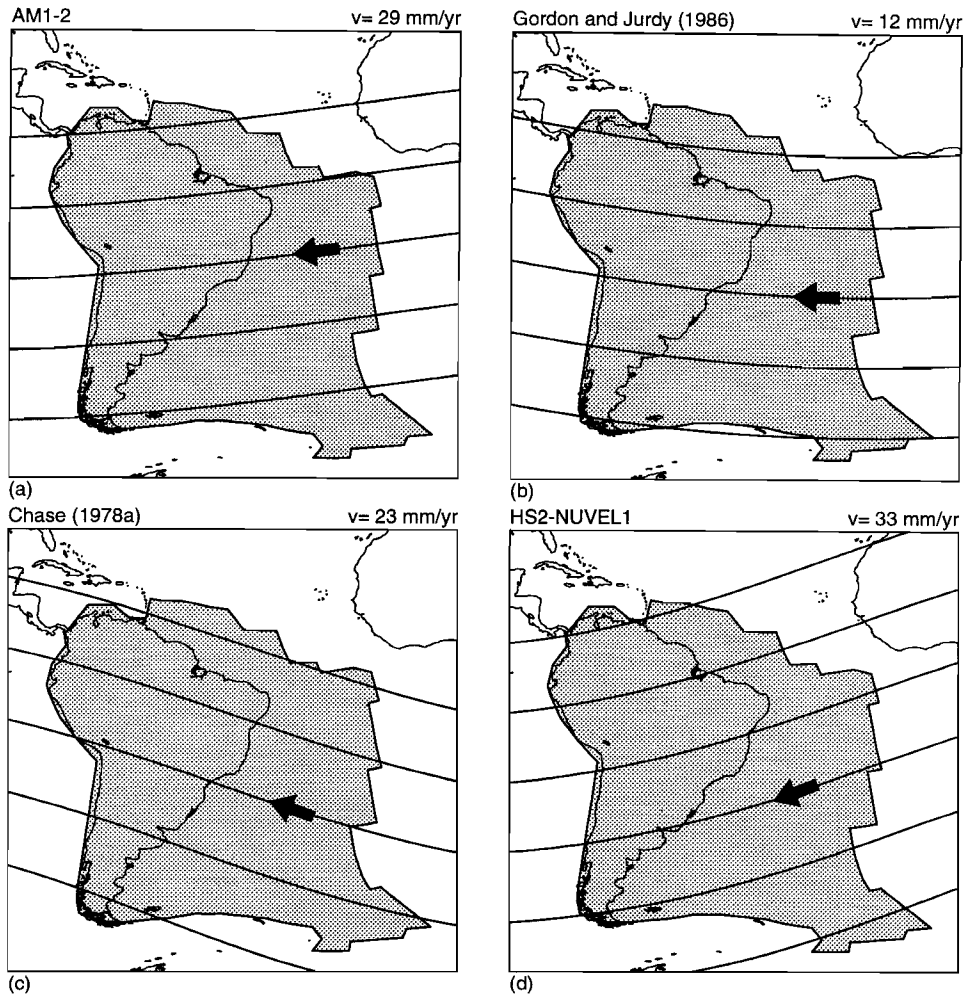 AM1-2 v= 29 mm/yr
Gordon and Jurdy (1986) v= 12 mm/yr
(a)
(b)
Chase (1978a) v= 23 mm/yr
HS2-NUVEL1 v= 33 mm/yr
(c)
(d)